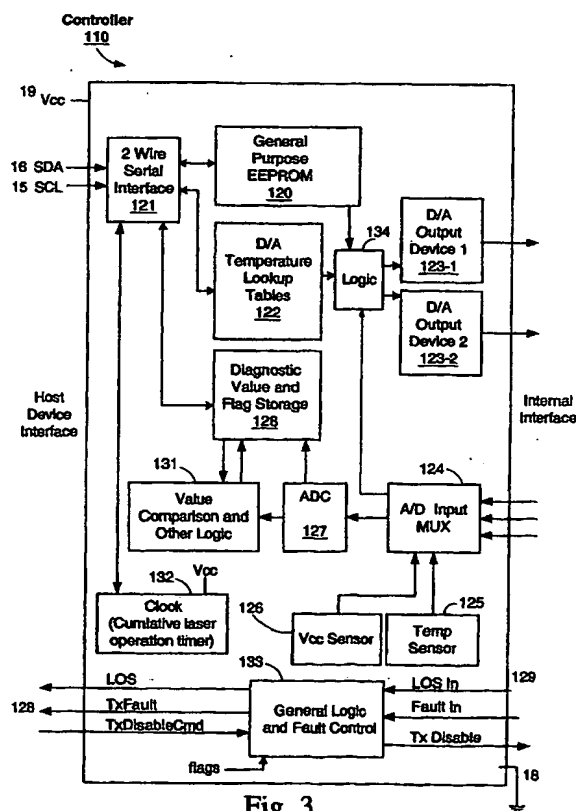 Controller
110
19 Vcc
16 SDA
15 SCL
2 Wire
Serial
Interface
121
General
Purpose
EEPROM
120
134
D/A
Output
Device 1
123-1
D/A
Temperature
Lookup
Tables
122
Logic
D/A
Output
Device 2
123-2
Host
Device
Interface
Diagnostic
Value and
Flag Storage
128
Internal
Interface
131
Value
Comparison and
Other Logic
ADC
127
124
A/D Input
MUX
132
Vcc
Clock
(Cumltative laser
operation timer)
126
Vcc Sensor
125
Temp
Sensor
133
LOS
128
TxFault
TxDisableCmd
General Logic
and Fault Control
LOS In
129
Fault In
Tx Disable
flags
18
Fig. 3